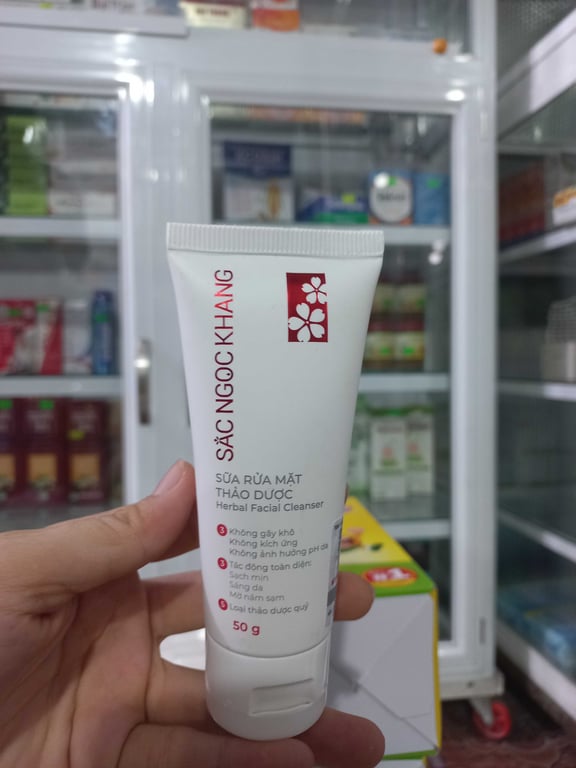 SẮC NGỌC KHANG
SỮA RỬA MẶT
THẢO DƯỢC
Herbal Facial Cleanser
3 Không gây khô
Không kích ứng
Không ảnh hưởng pH da
3 Tác động toàn diện:
Sạch mịn
Sáng da
Mờ nám sạm
5 Loại thảo dược quý
50 g